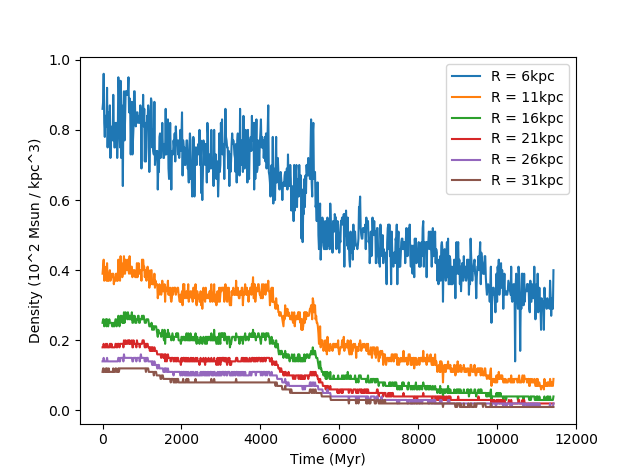 1.0
0.8
0.6
0.4
0.2
0.0
Density (10^2 Msun / kpc^3)
R = 6kpc
R = 11kpc
R = 16kpc
R = 21kpc
R = 26kpc
R = 31kpc
0 2000 4000 6000 8000 10000 12000
Time (Myr)